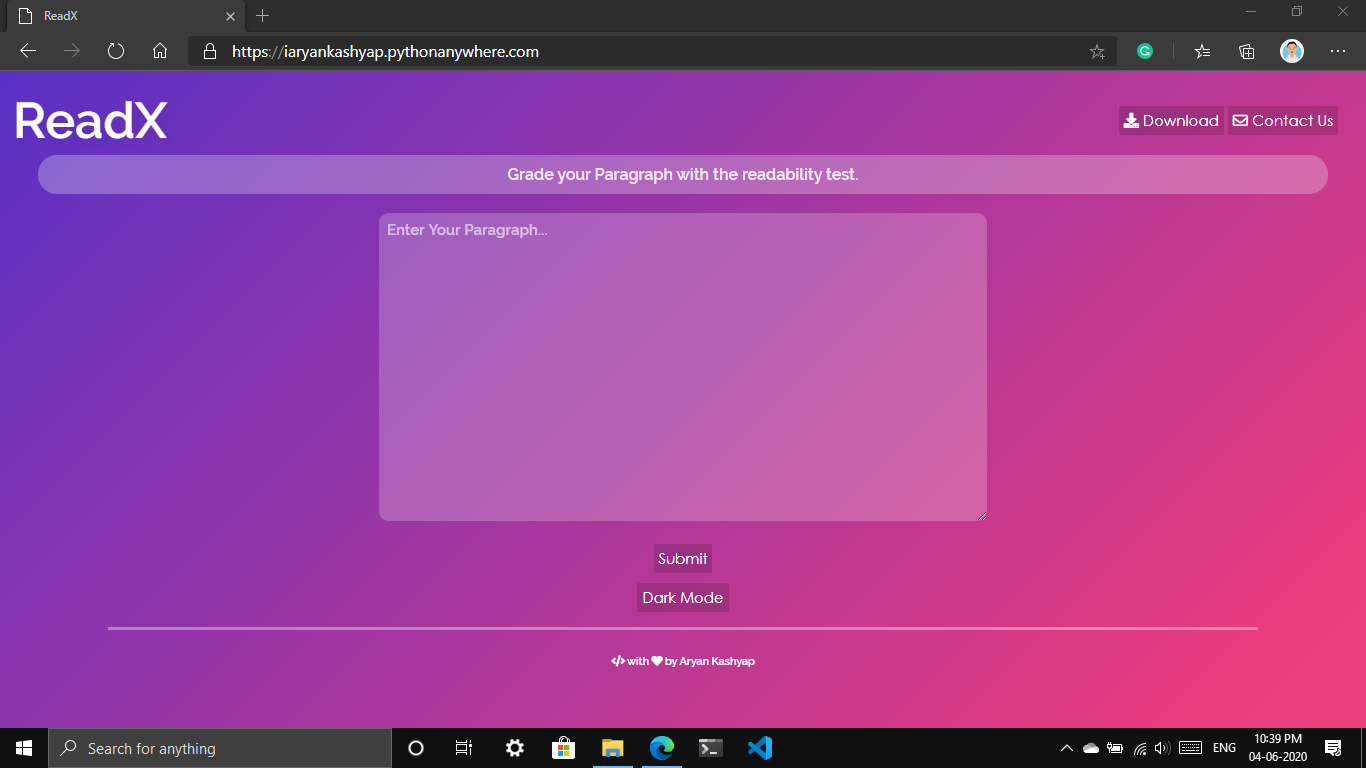 ReadX
https://iaryankashyap.pythonanywhere.com
ReadX
Download
Contact Us
Grade your Paragraph with the readability test.
Enter Your Paragraph...
Submit
Dark Mode
</> with ♥ by Aryan Kashyap
Search for anything
ENG
10:39 PM
04-06-2020